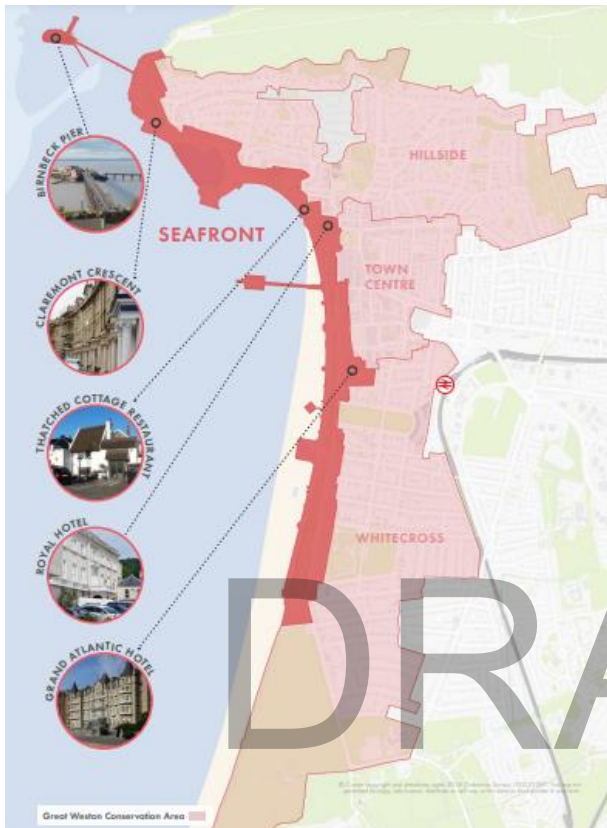 BIRNBECK PIER
HILLSIDE
SEAFRONT
CLAREMONT CRESCENT
TOWN
CENTRE
THATCHED COTTAGE RESTAURANT
ROYAL HOTEL
WHITECROSS
GRAND ATLANTIC HOTEL
DRA
Great Weston Conservation Area